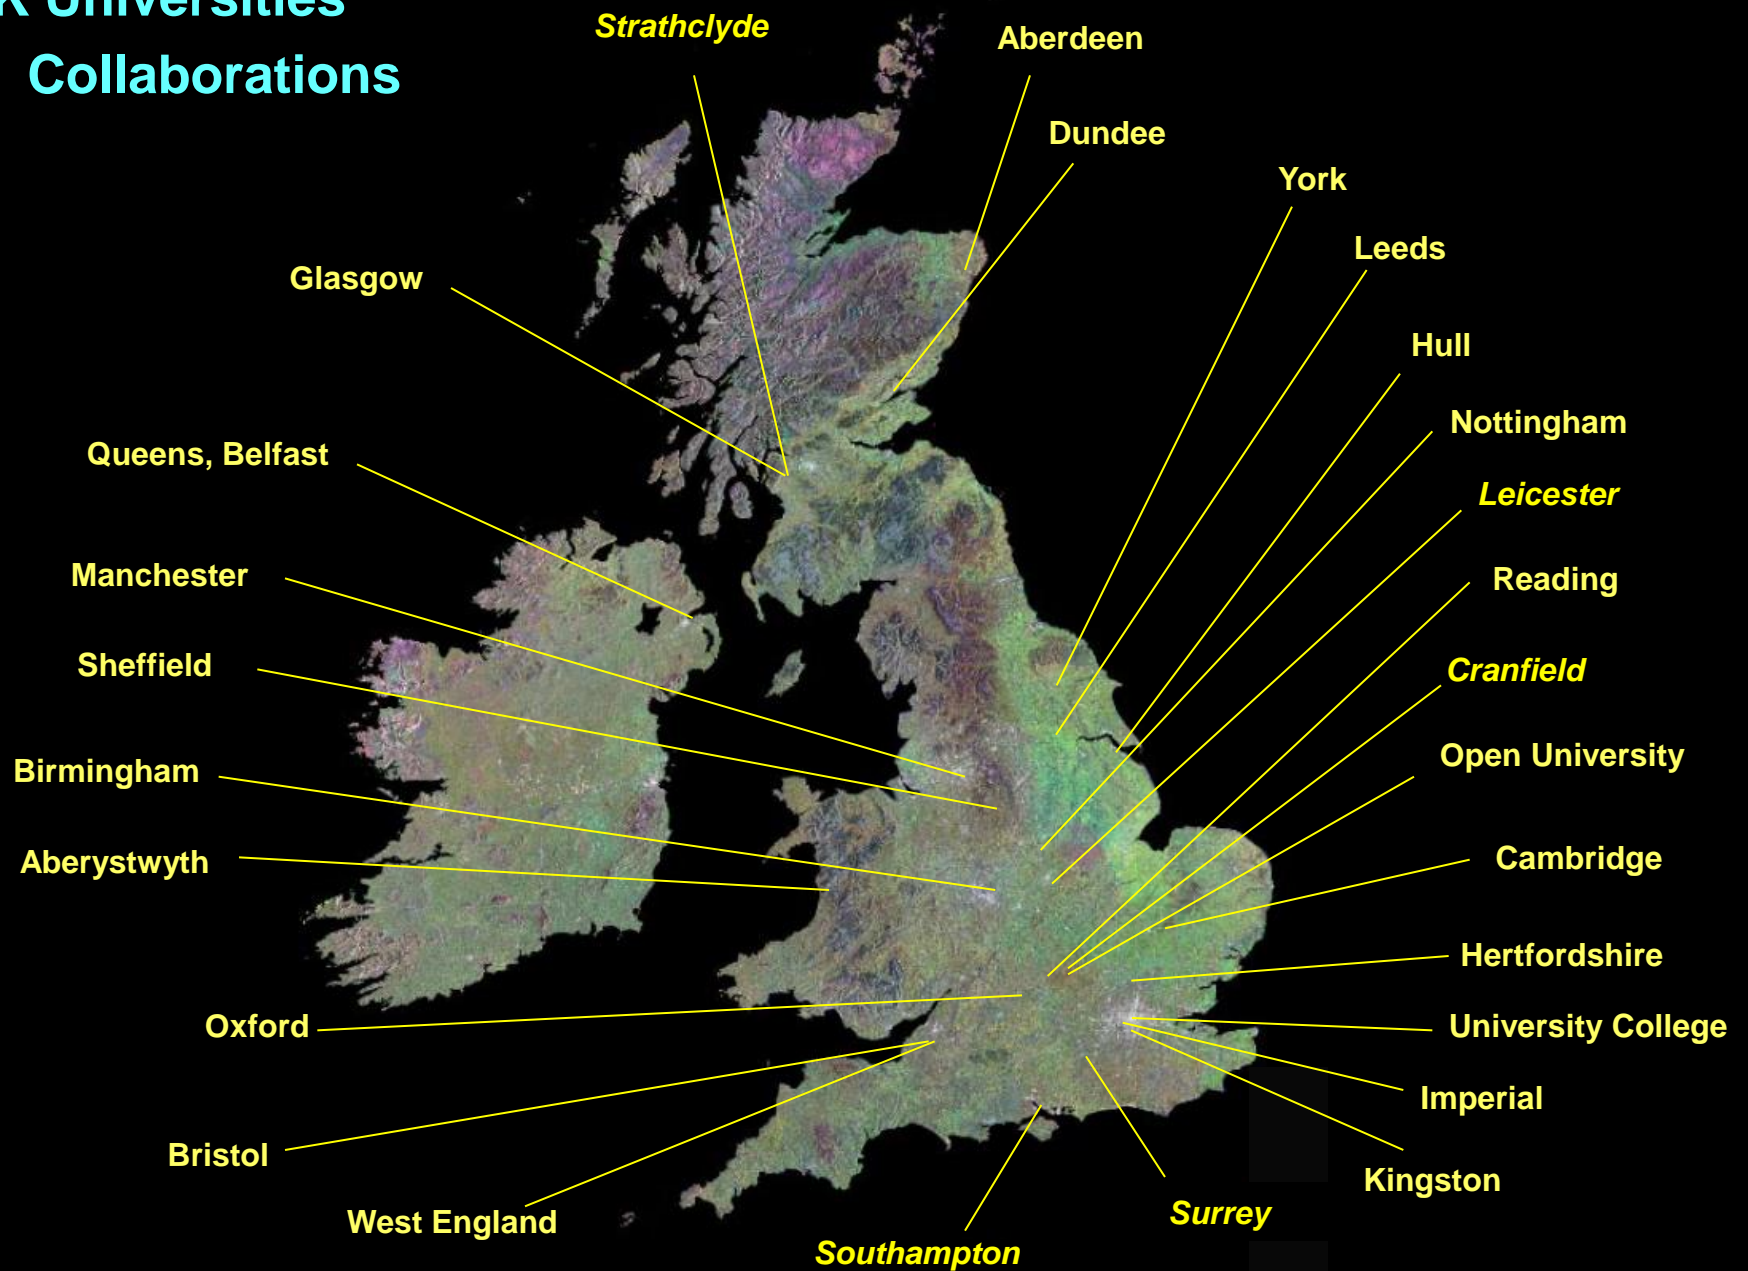 K Universities
Collaborations
Strathclyde
Aberdeen
Dundee
York
Leeds
Glasgow
Hull
Nottingham
Queens, Belfast
Leicester
Manchester
Reading
Sheffield
Cranfield
Open University
Birmingham
Cambridge
Aberystwyth
Hertfordshire
Oxford
University College
Imperial
Bristol
Kingston
Surrey
West England
Southampton